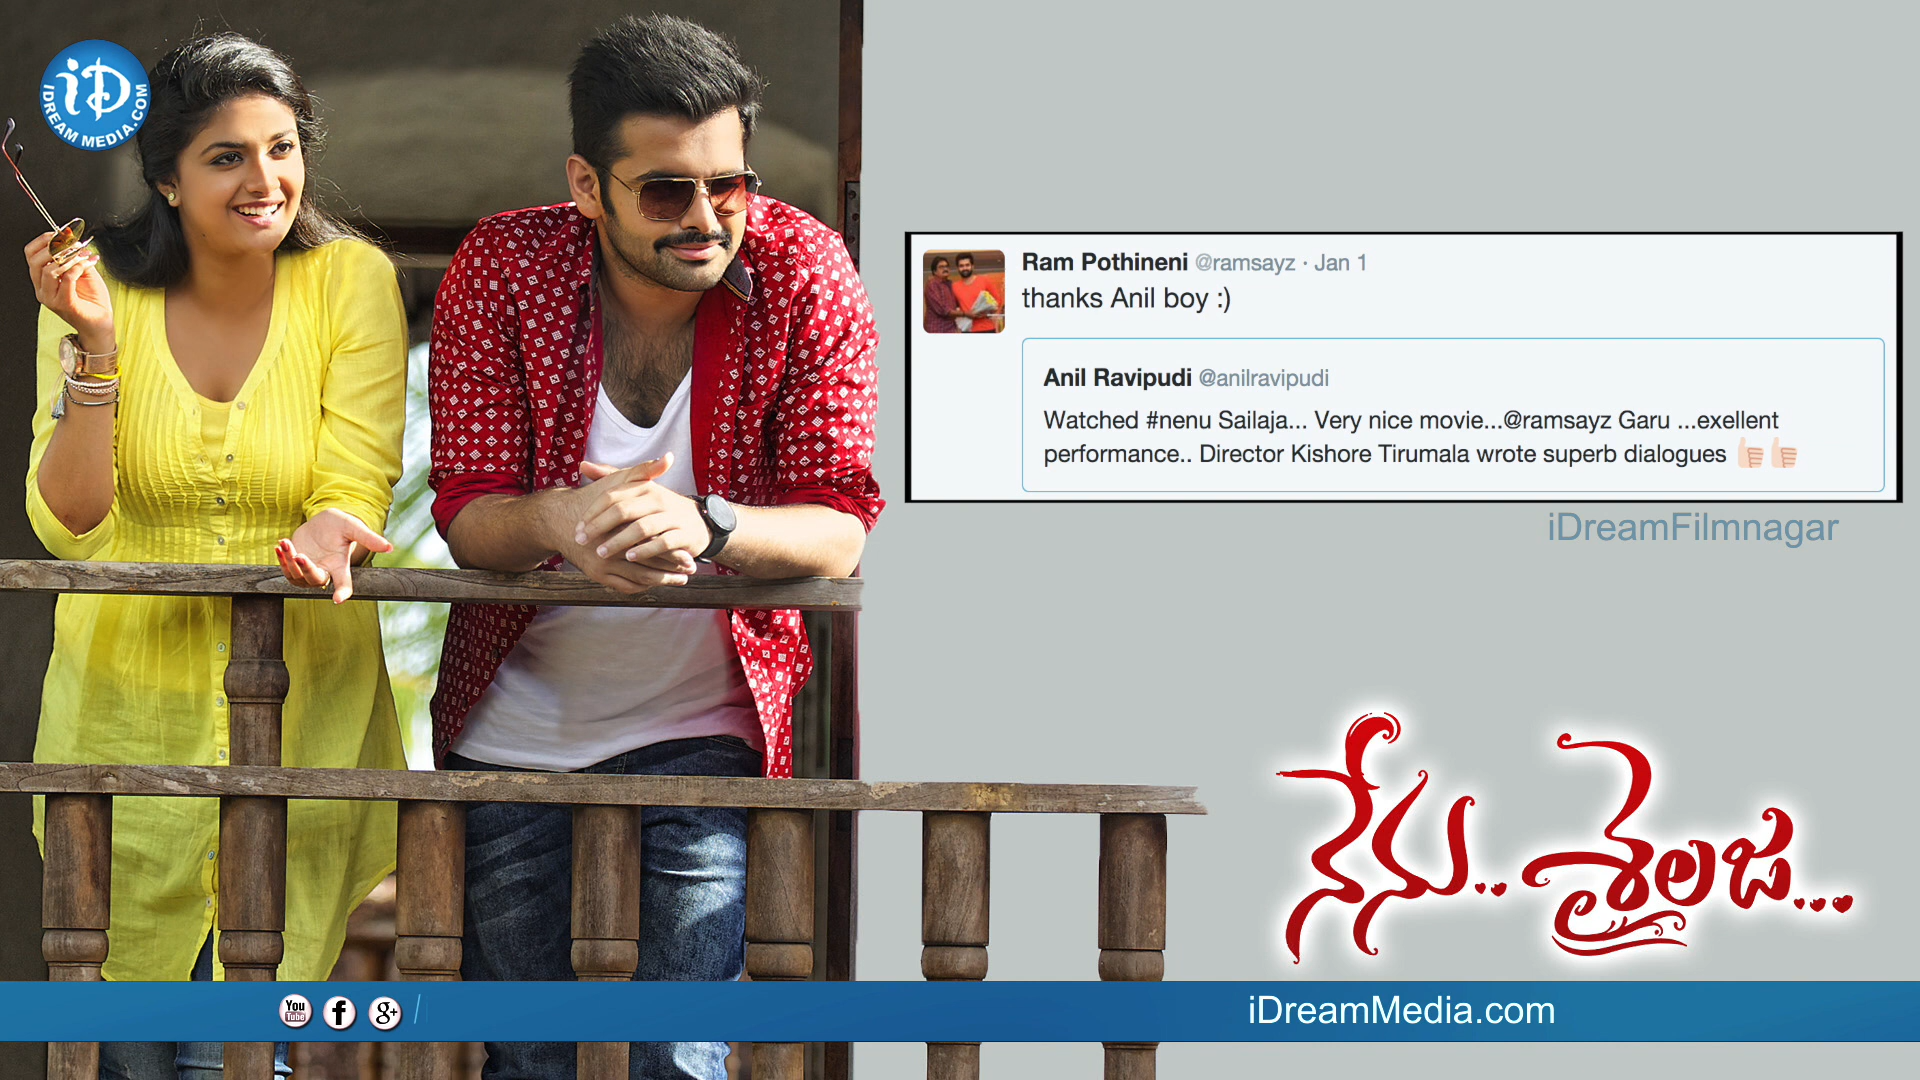 iD
IDREAM MEDIA.COM
Ram Pothineni @ramsayz · Jan 1
thanks Anil boy :)
Anil Ravipudi @anilravipudi
Watched #nenu Sailaja... Very nice movie...@ramsayz Garu ...exellent
performance.. Director Kishore Tirumala wrote superb dialogues 👍👍
iDreamFilmnagar
నేను.. శైలజ...
You Tube f g+ /
iDreamMedia.com